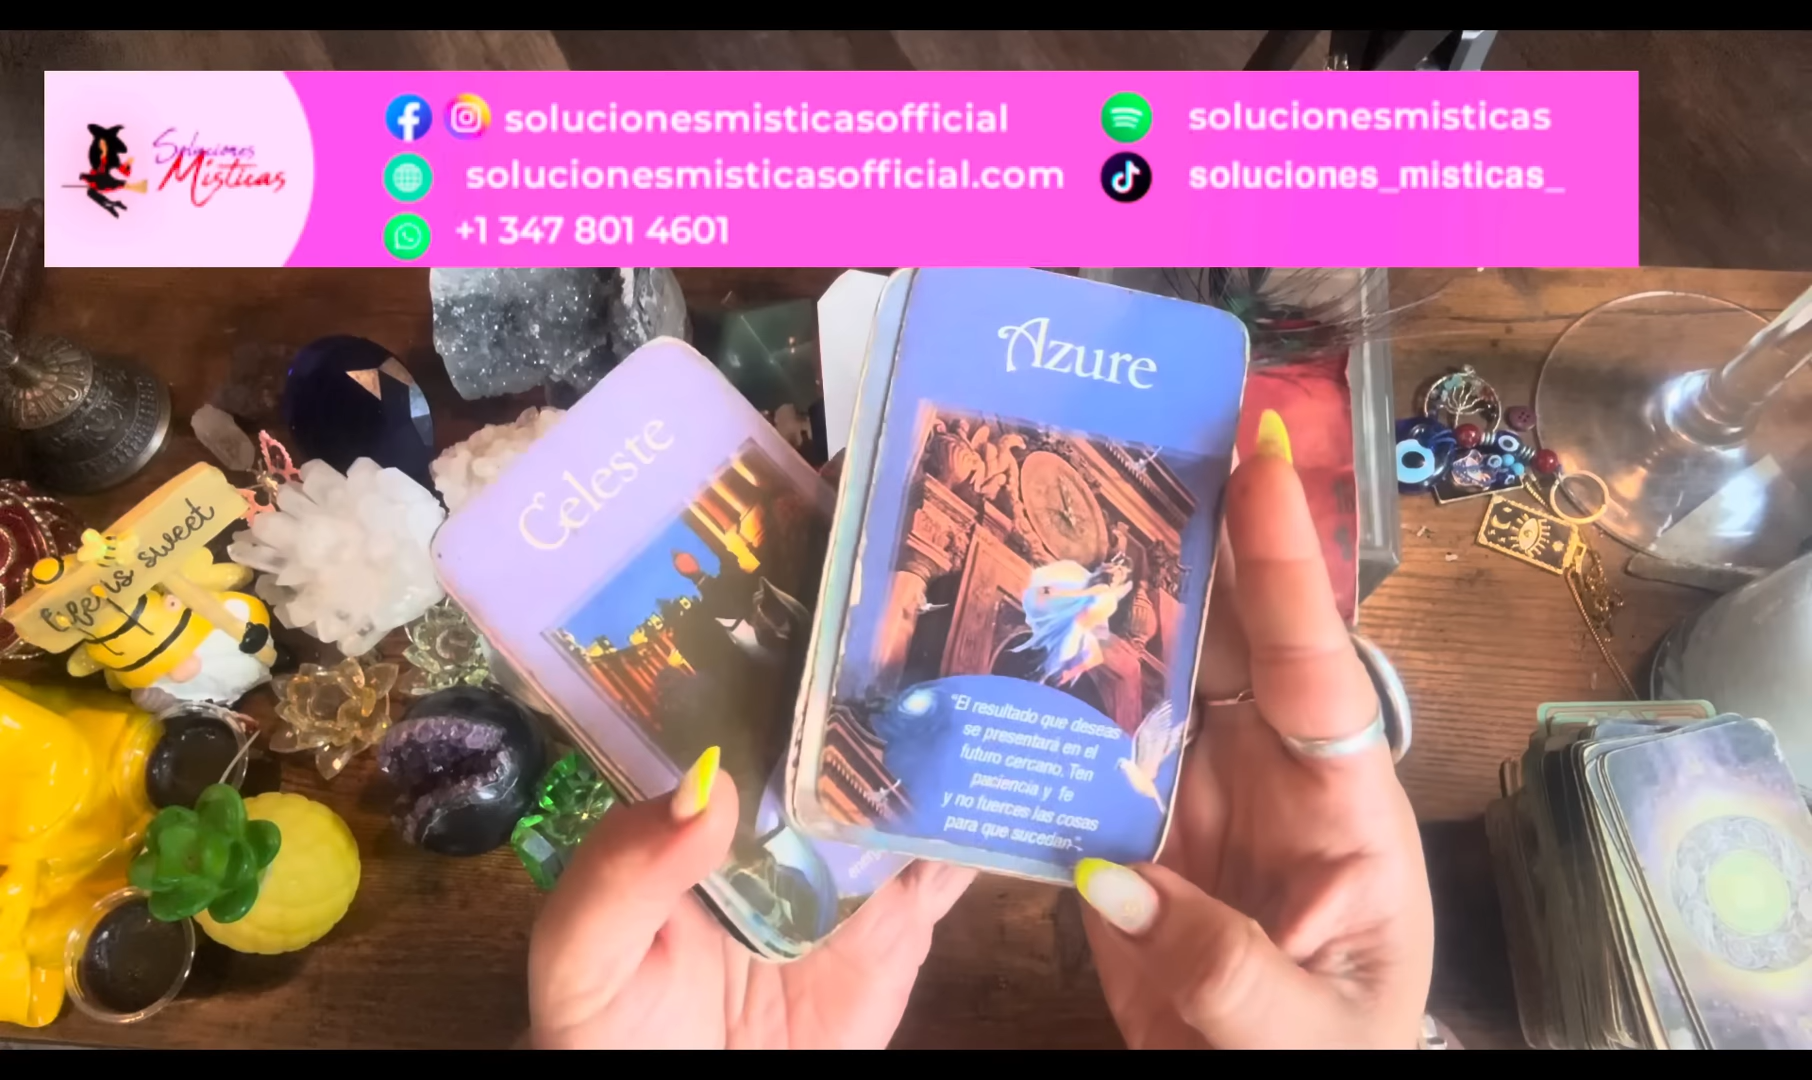 Soluciones
Misticas
solucionesmisticasofficial
solucionesmisticasofficial.com
+1 347 801 4601
solucionesmisticas
soluciones_misticas_
Celeste
Azure
"El resultado que deseas
se presentará en el
futuro cercano. Ten
paciencia y fe
y no fuerces las cosas
para que sucedan".
Life is sweet